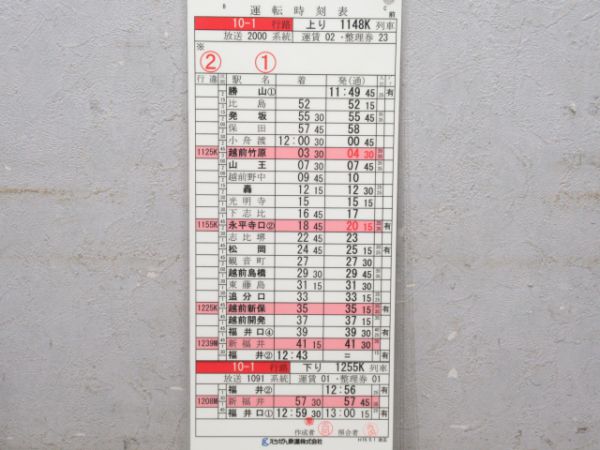 B C
運転時刻表 前
10-1 行路 上り 1148K 列車
放送 2000 系統 運賃 02・整理券 23
※
② ①
行違 駅名 着 発(通)
勝山① 11:49 45 有
比島 52 52 15
発坂 55 30 55 45
保田 57 45 58
小舟渡 12:00 30 00 45
1125K 越前竹原 03 30 04 30
山王 07 30 07 45
越前野中 09 45 10
轟 12 15 12 30
光明寺 15 15 15
下志比 16 45 17
1155K 永平寺口② 18 45 20 15 有
志比堺 22 45 23
松岡 24 45 25 15 有
観音町 27 27 30
越前島橋 29 30 29 45
東藤島 31 15 31 30
追分口 33 33 15
1225K 越前新保 35 35 15 有
越前開発 37 37 15
福井口④ 39 39 30 有
1239M 新福井 41 15 41 30
福井② 12:43 = 有
10-1 行路 下り 1255K 列車
放送 1091 系統 運賃 01・整理券 01
福井② 12:56 有
1208M 新福井 57 30 57 45
福井口① 12:59 30 13:00 15 有
作成者 照合者
えちぜん鉄道株式会社